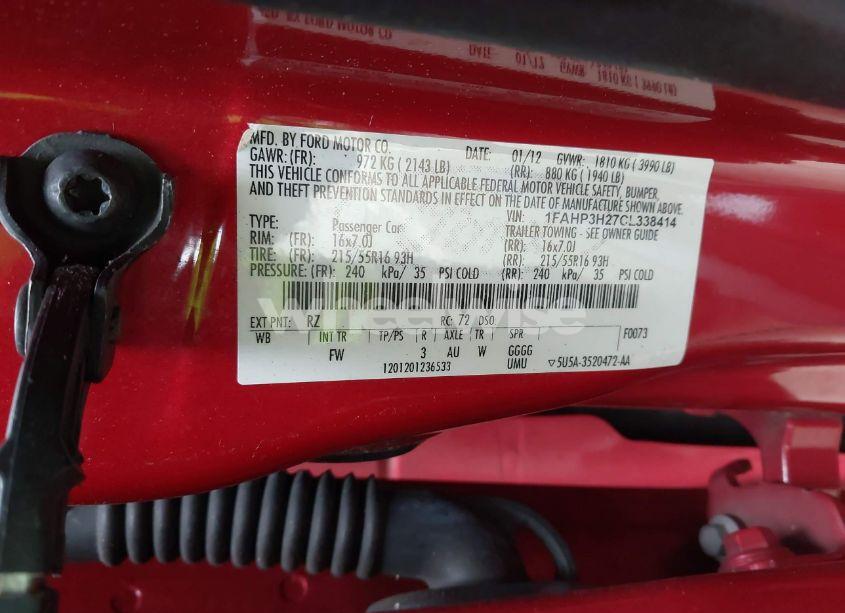 MFD. BY FORD MOTOR CO.
DATE: 01/12 GVWR: 1810 KG ( 3990 LB)
GAWR: (FR): 972 KG ( 2143 LB) (RR): 880 KG ( 1940 LB)
THIS VEHICLE CONFORMS TO ALL APPLICABLE FEDERAL MOTOR VEHICLE SAFETY, BUMPER,
AND THEFT PREVENTION STANDARDS IN EFFECT ON THE DATE OF MANUFACTURE SHOWN ABOVE.
VIN: 1FAHP3H27CL338414
TYPE: Passenger Car TRAILER TOWING - SEE OWNER GUIDE
RIM: (FR): 16x7.0J (RR): 16x7.0J
TIRE: (FR): 215/55R16 93H (RR): 215/55R16 93H
PRESSURE: (FR): 240 kPa/ 35 PSI COLD (RR): 240 kPa/ 35 PSI COLD
wheelwise
EXT PNT: RZ RC: 72 DSO: F0073
WB INT TR TP/PS R AXLE TR SPR
FW 3 AU W GGGG
1201201236533 UMU ▽5U5A-3520472-AA